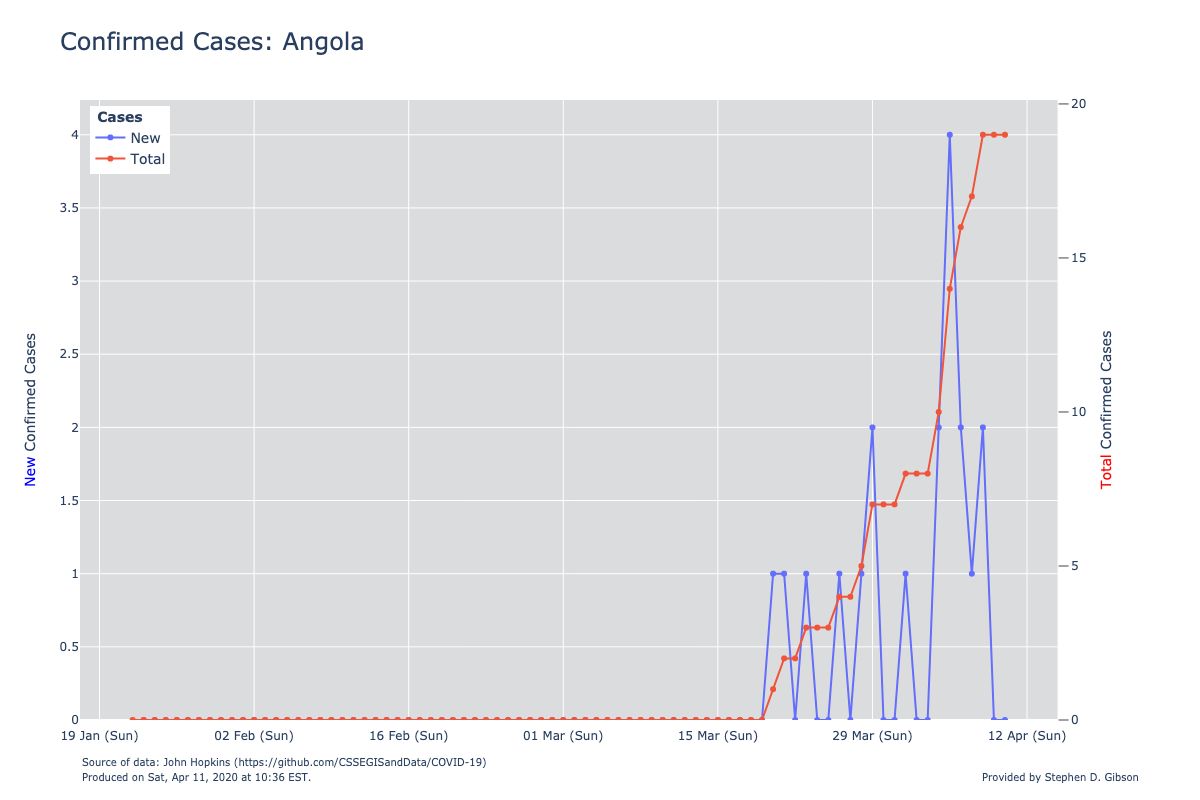 Confirmed Cases: Angola
Cases
New
Total
4
3.5
3
2.5
2
1.5
1
0.5
0
20
15
10
5
0
New Confirmed Cases
Total Confirmed Cases
19 Jan (Sun)
02 Feb (Sun)
16 Feb (Sun)
01 Mar (Sun)
15 Mar (Sun)
29 Mar (Sun)
12 Apr (Sun)
Source of data: John Hopkins (https://github.com/CSSEGISandData/COVID-19)
Produced on Sat, Apr 11, 2020 at 10:36 EST.
Provided by Stephen D. Gibson